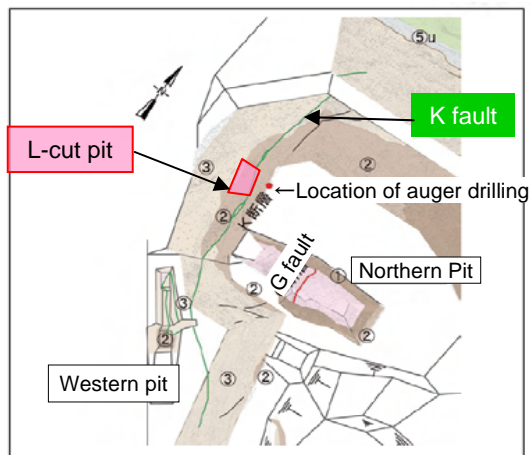 ⑤u
K fault
L-cut pit
③
②
←Location of auger drilling
②
K断層
G fault
①
Northern Pit
③
②
②
②
Western pit
③
②